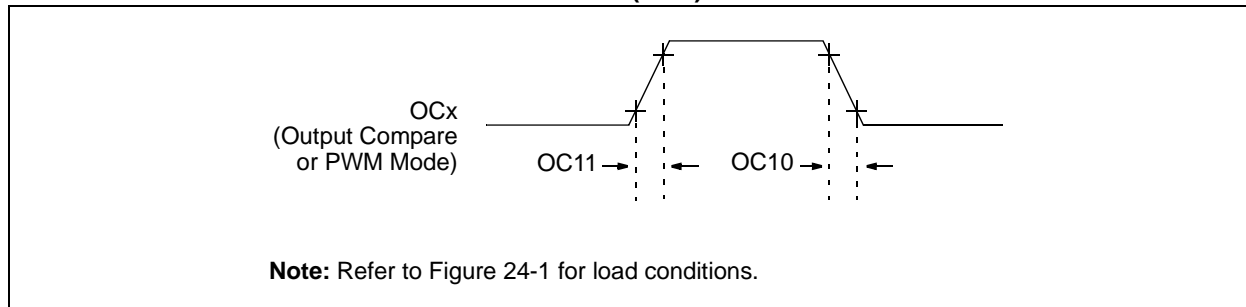 OCx
(Output Compare
or PWM Mode)
OC11
OC10
Note: Refer to Figure 24-1 for load conditions.